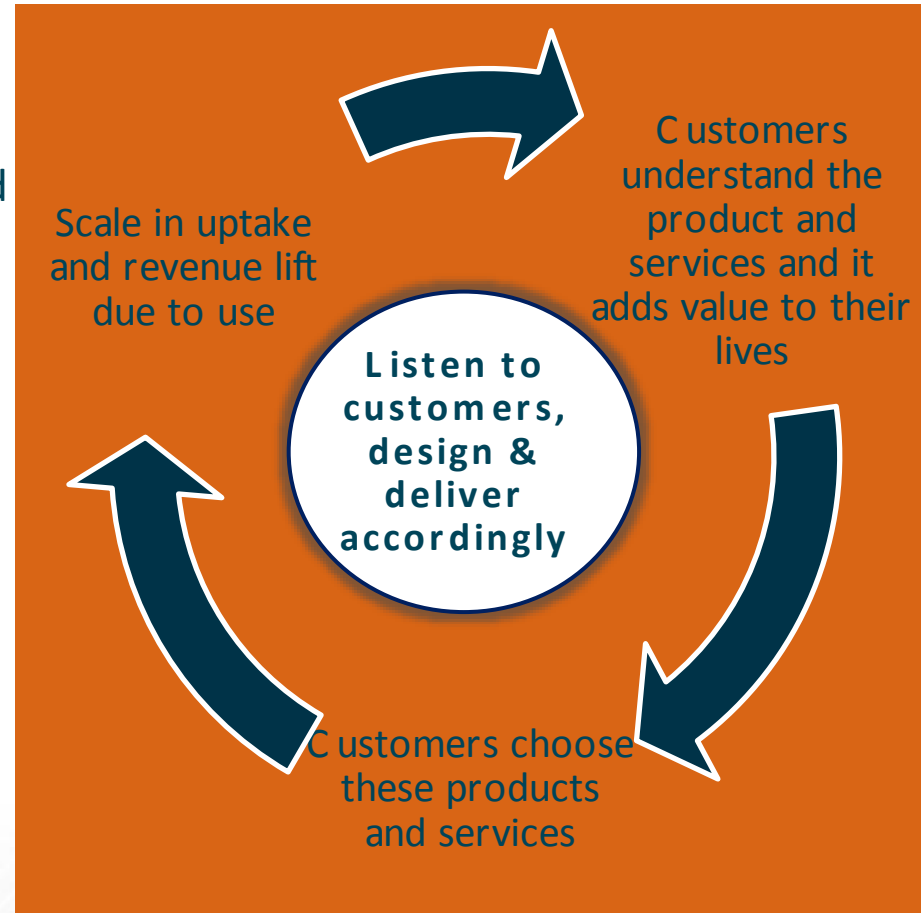 d
Scale in uptake
and revenue lift
due to use
Customers
understand the
product and
services and it
adds value to their
lives
Listen to
customers,
design &
deliver
accordingly
Customers choose
these products
and services